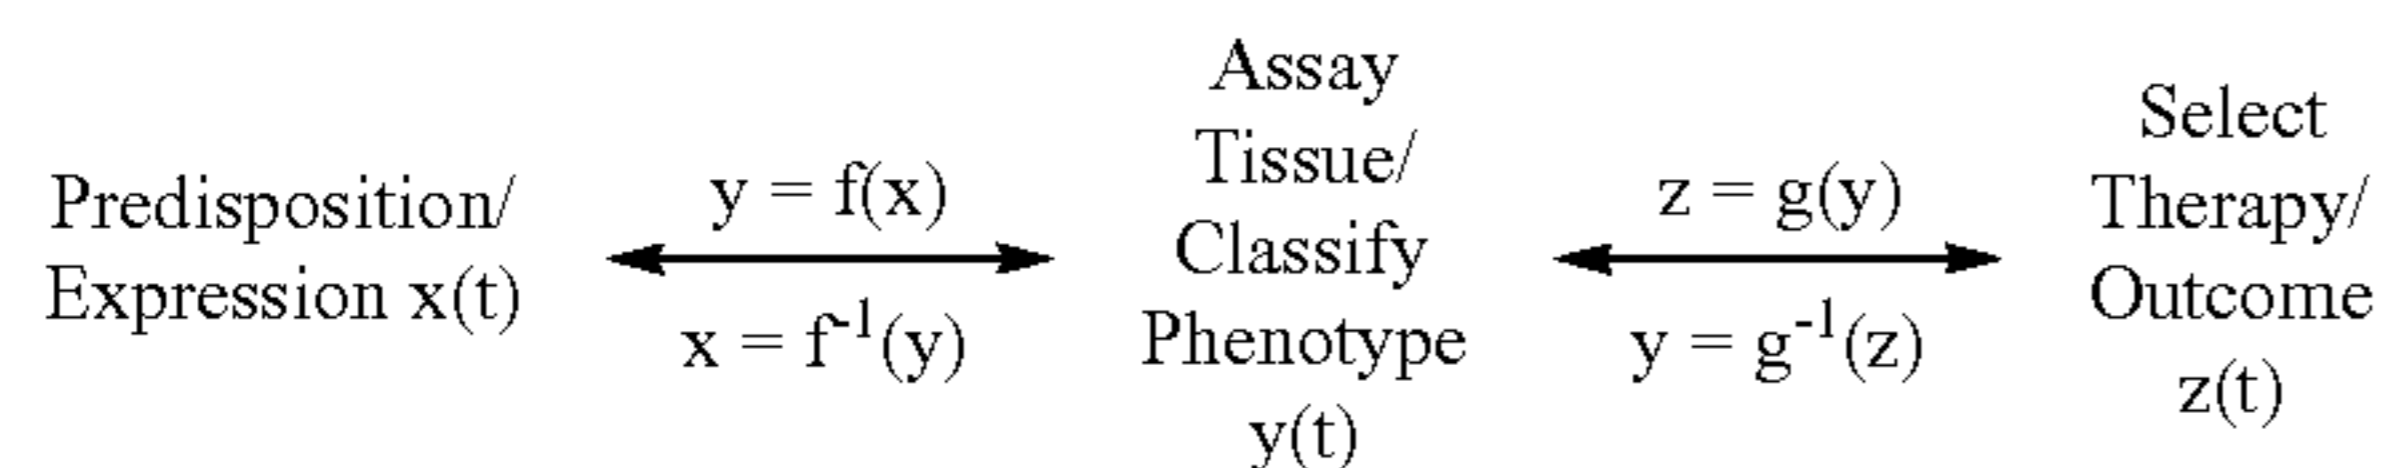 Predisposition/
Expression x(t)
y = f(x)
x = f⁻¹(y)
Assay
Tissue/
Classify
Phenotype
y(t)
z = g(y)
y = g⁻¹(z)
Select
Therapy/
Outcome
z(t)